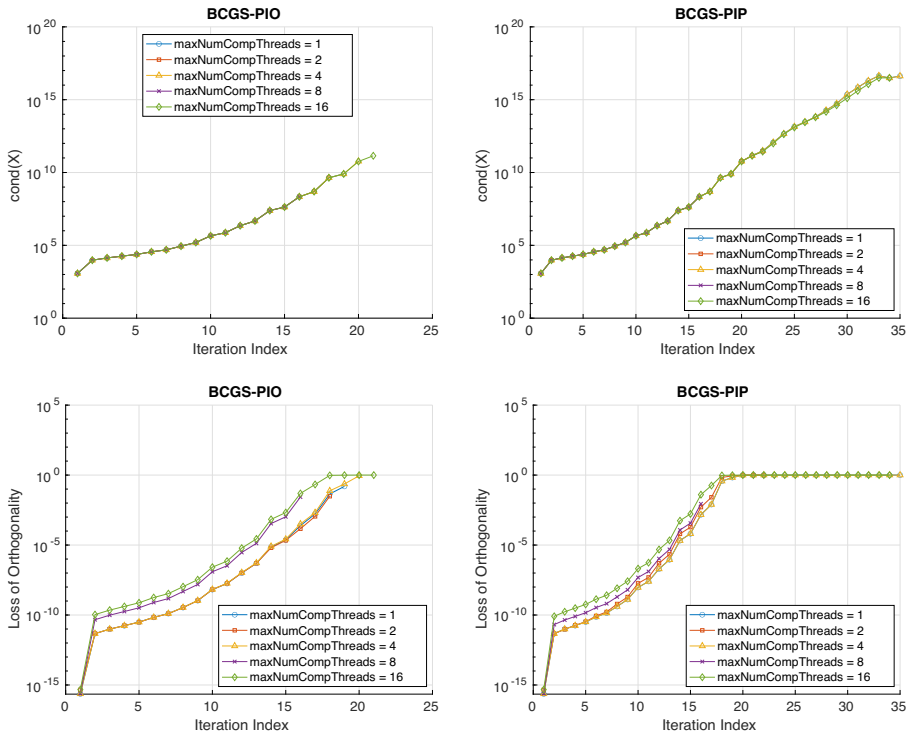 BCGS-PIO
10^20
10^15
10^10
10^5
10^0
cond(X)
maxNumCompThreads = 1
maxNumCompThreads = 2
maxNumCompThreads = 4
maxNumCompThreads = 8
maxNumCompThreads = 16
0 5 10 15 20 25
Iteration Index
BCGS-PIP
10^20
10^15
10^10
10^5
10^0
cond(X)
maxNumCompThreads = 1
maxNumCompThreads = 2
maxNumCompThreads = 4
maxNumCompThreads = 8
maxNumCompThreads = 16
0 5 10 15 20 25 30 35
Iteration Index
BCGS-PIO
10^5
10^0
10^-5
10^-10
10^-15
Loss of Orthogonality
maxNumCompThreads = 1
maxNumCompThreads = 2
maxNumCompThreads = 4
maxNumCompThreads = 8
maxNumCompThreads = 16
0 5 10 15 20 25
Iteration Index
BCGS-PIP
10^5
10^0
10^-5
10^-10
10^-15
Loss of Orthogonality
maxNumCompThreads = 1
maxNumCompThreads = 2
maxNumCompThreads = 4
maxNumCompThreads = 8
maxNumCompThreads = 16
0 5 10 15 20 25 30 35
Iteration Index